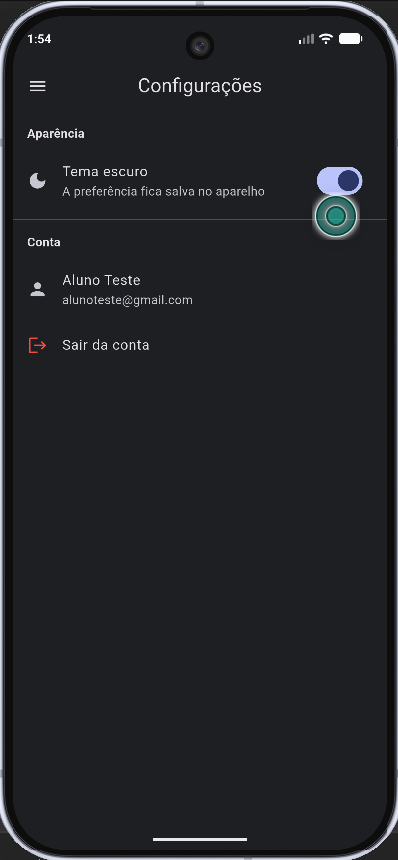 1:54
Configurações
Aparência
Tema escuro
A preferência fica salva no aparelho
Conta
Aluno Teste
alunoteste@gmail.com
Sair da conta